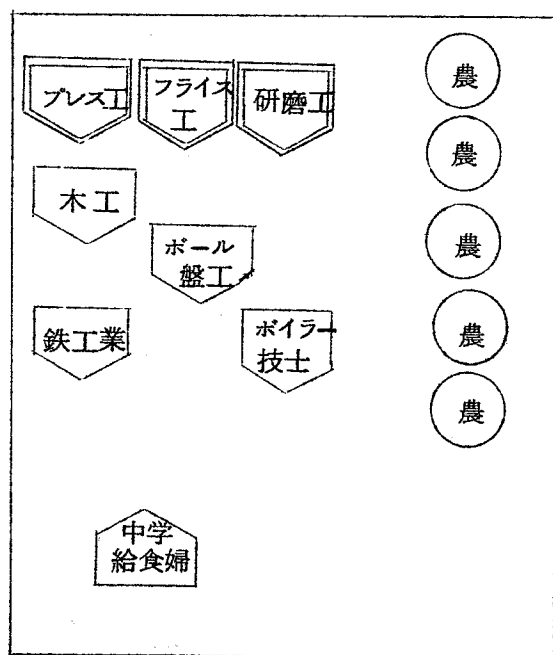 プレス工
フライス
工
研磨工
農
農
木工
ボール
盤工
農
鉄工業
ボイラー
技士
農
農
中学
給食婦